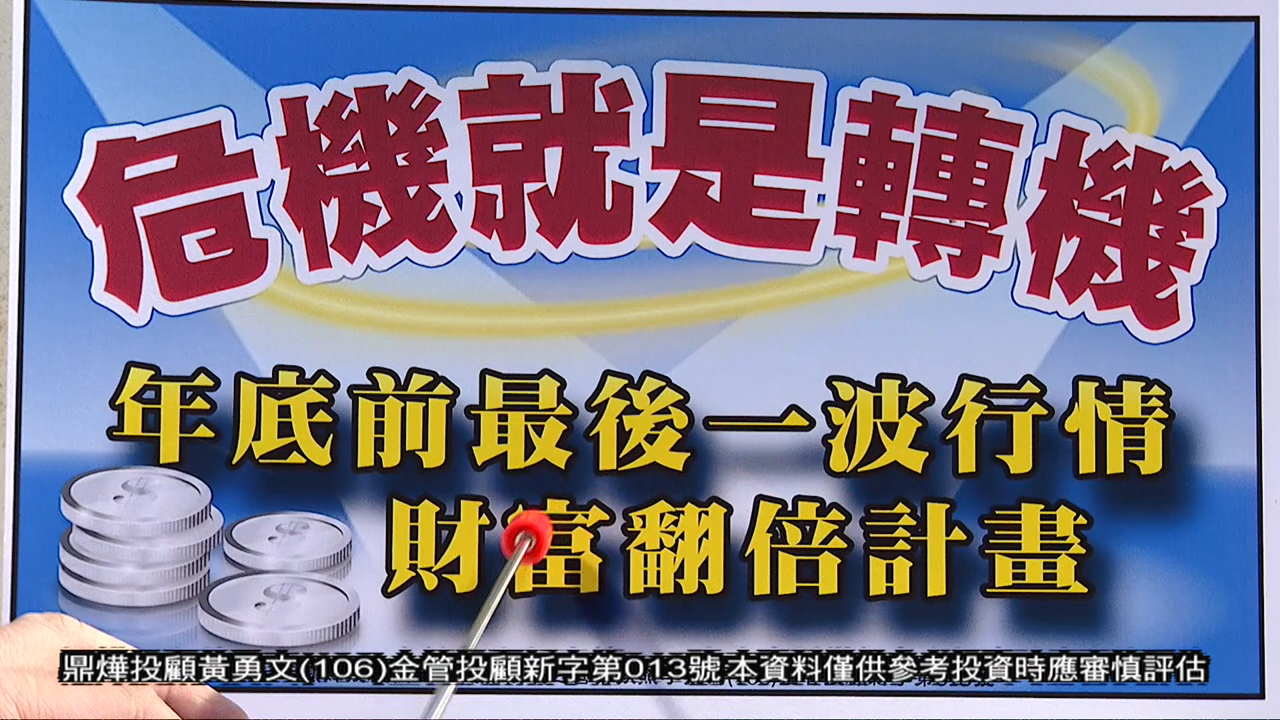 危機就是轉機
年底前最後一波行情
財富翻倍計畫
鼎燁投顧黃勇文(106)金管投顧新字第013號 本資料僅供參考投資時應審慎評估